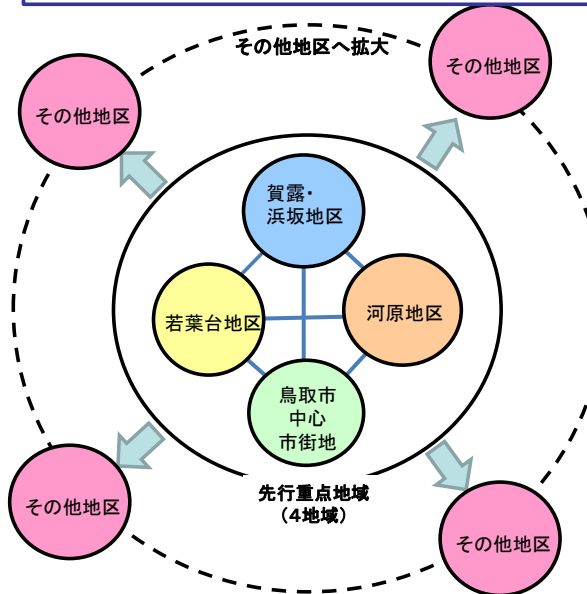 その他地区へ拡大
その他地区
その他地区
賀露・
浜坂地区
若葉台地区
河原地区
鳥取市
中心
市街地
先行重点地域
（4地域）
その他地区
その他地区